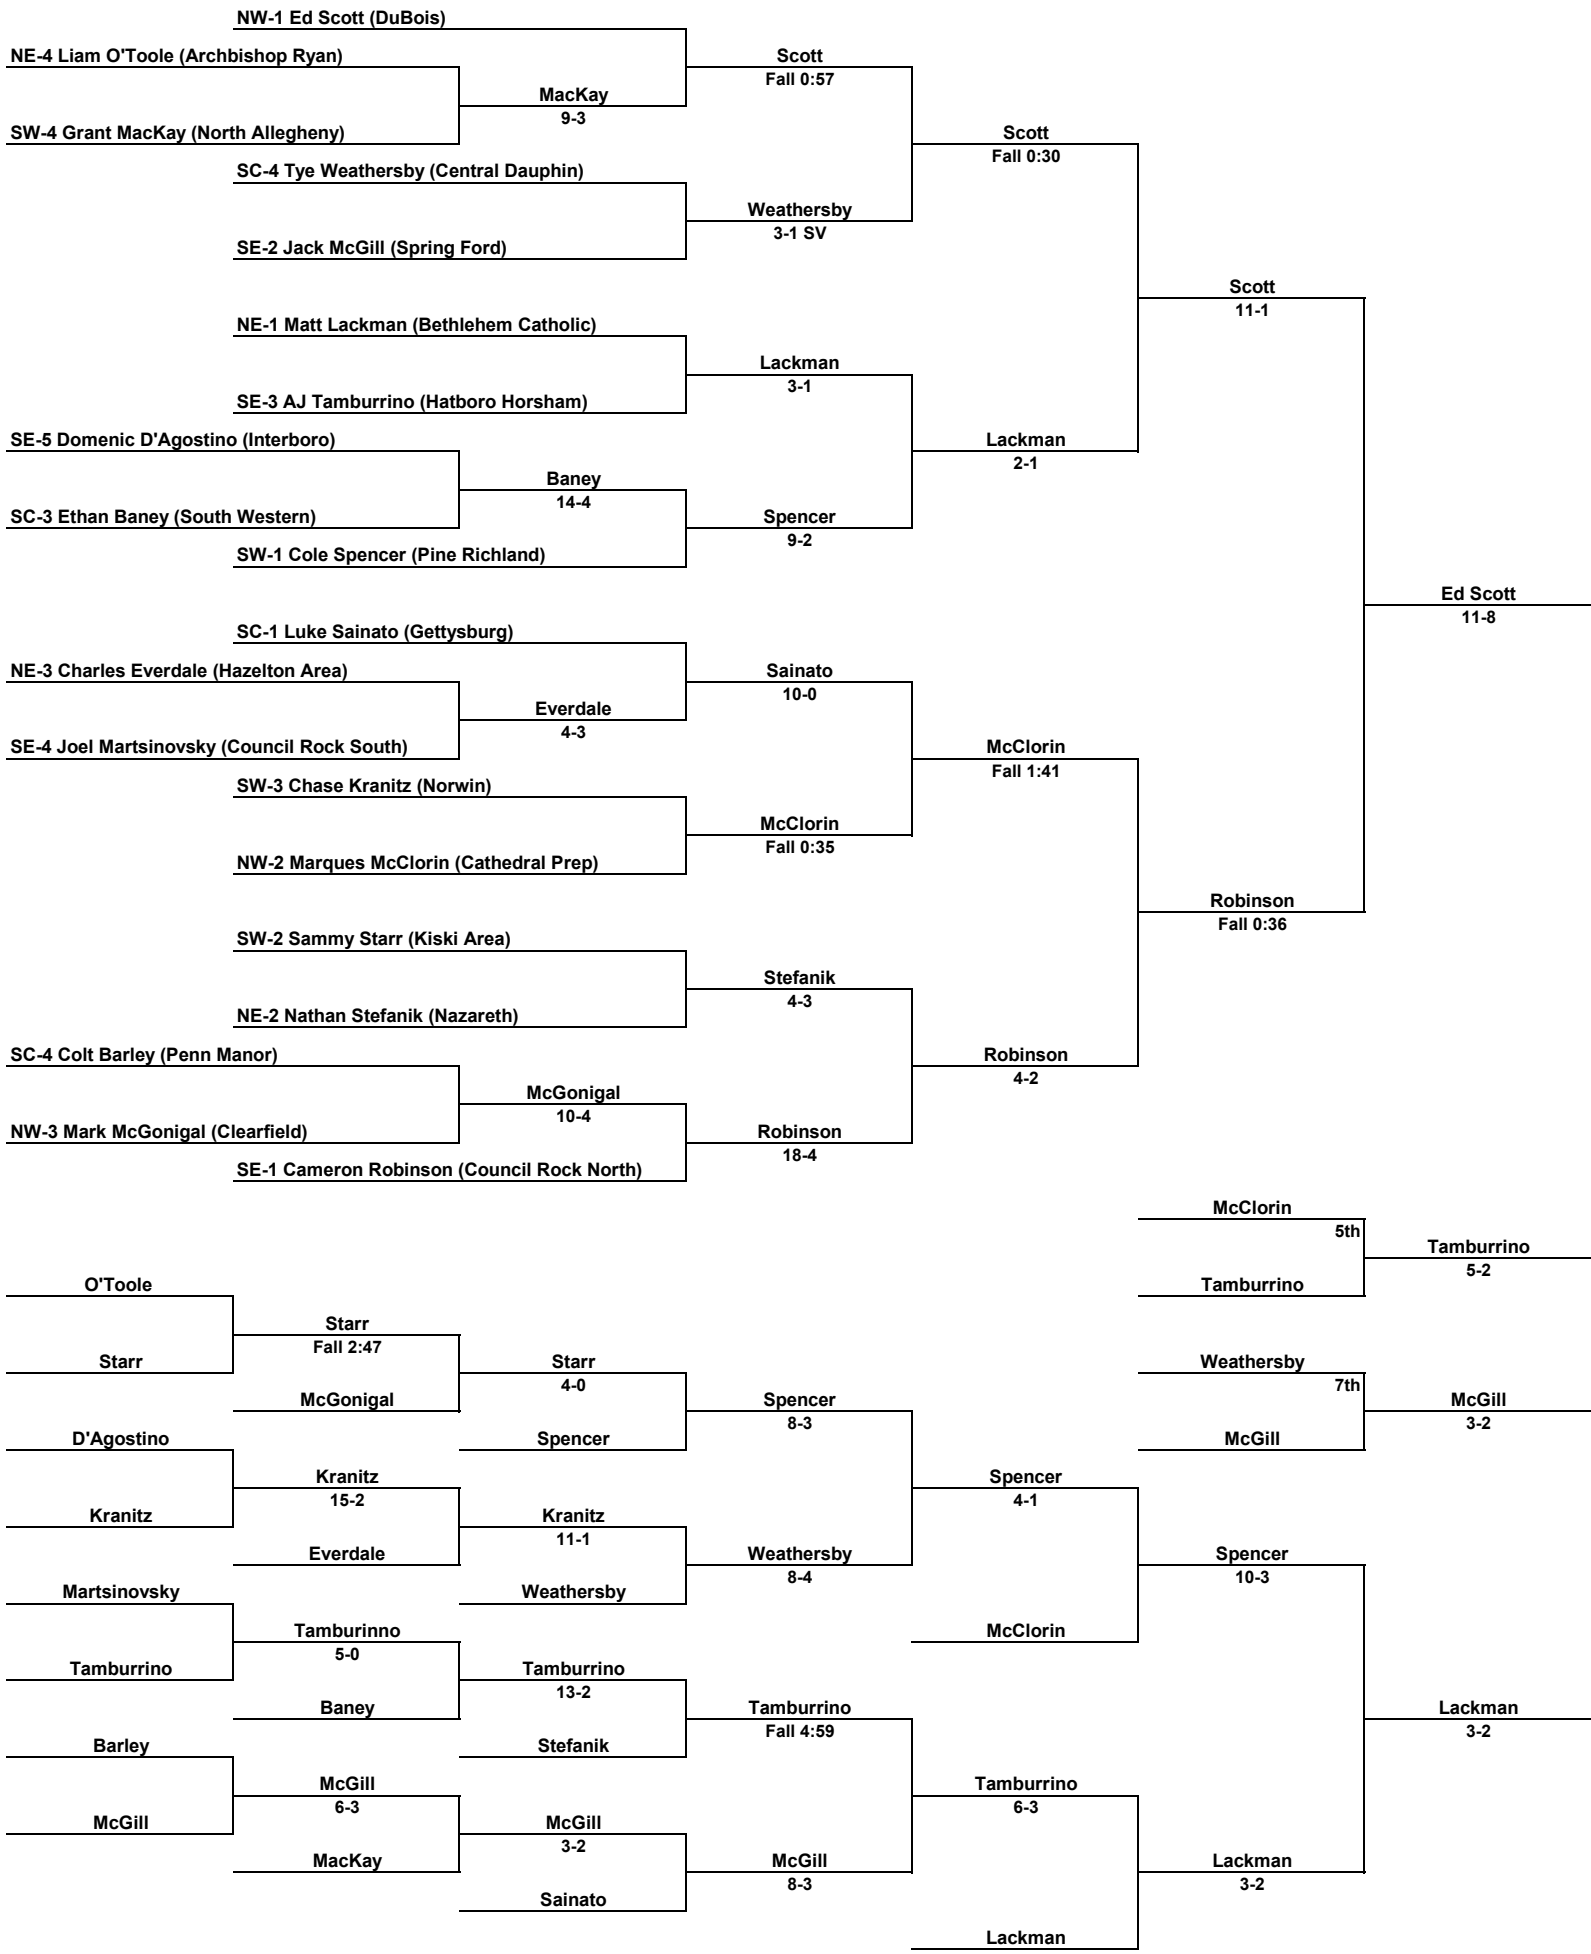 NW-1 Ed Scott (DuBois)
NE-4 Liam O'Toole (Archbishop Ryan)
Scott
Fall 0:57
MacKay
9-3
SW-4 Grant MacKay (North Allegheny)
Scott
Fall 0:30
SC-4 Tye Weathersby (Central Dauphin)
Weathersby
3-1 SV
SE-2 Jack McGill (Spring Ford)
Scott
11-1
NE-1 Matt Lackman (Bethlehem Catholic)
Lackman
3-1
SE-3 AJ Tamburrino (Hatboro Horsham)
SE-5 Domenic D'Agostino (Interboro)
Lackman
2-1
Baney
14-4
SC-3 Ethan Baney (South Western)
Spencer
9-2
SW-1 Cole Spencer (Pine Richland)
Ed Scott
11-8
SC-1 Luke Sainato (Gettysburg)
NE-3 Charles Everdale (Hazelton Area)
Sainato
10-0
Everdale
4-3
SE-4 Joel Martsinovsky (Council Rock South)
McClorin
Fall 1:41
SW-3 Chase Kranitz (Norwin)
McClorin
Fall 0:35
NW-2 Marques McClorin (Cathedral Prep)
Robinson
Fall 0:36
SW-2 Sammy Starr (Kiski Area)
Stefanik
4-3
NE-2 Nathan Stefanik (Nazareth)
SC-4 Colt Barley (Penn Manor)
Robinson
4-2
McGonigal
10-4
NW-3 Mark McGonigal (Clearfield)
Robinson
18-4
SE-1 Cameron Robinson (Council Rock North)
McClorin
5th
Tamburrino
5-2
O'Toole
Tamburrino
Starr
Fall 2:47
Starr
Starr
4-0
Weathersby
7th
McGonigal
Spencer
8-3
McGill
3-2
D'Agostino
Spencer
McGill
Kranitz
15-2
Spencer
4-1
Kranitz
Kranitz
11-1
Everdale
Weathersby
8-4
Spencer
10-3
Martsinovsky
Weathersby
Tamburinno
5-0
McClorin
Tamburrino
Tamburrino
13-2
Baney
Tamburrino
Fall 4:59
Lackman
3-2
Barley
Stefanik
McGill
6-3
Tamburrino
6-3
McGill
McGill
3-2
MacKay
McGill
8-3
Lackman
3-2
Sainato
Lackman